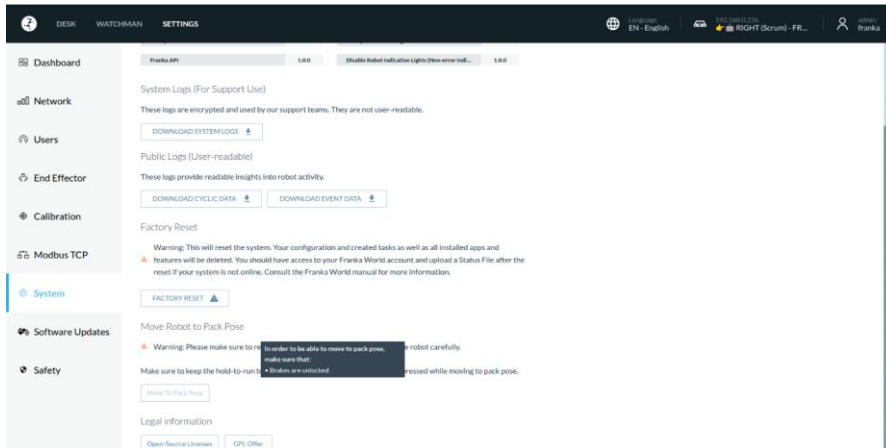 DESK WATCHMAN SETTINGS
Language
EN - English
192.168.0.236
RIGHT (Scrum) - FR...
admin
franka
Dashboard
Network
Users
End Effector
Calibration
Modbus TCP
System
Software Updates
Safety
Franka API 1.0.0 Disable Robot Indication Lights (Non-error Indi... 1.0.0
System Logs (For Support Use)
These logs are encrypted and used by our support teams. They are not user-readable.
DOWNLOAD SYSTEM LOGS
Public Logs (User-readable)
These logs provide readable insights into robot activity.
DOWNLOAD CYCLIC DATA DOWNLOAD EVENT DATA
Factory Reset
Warning: This will reset the system. Your configuration and created tasks as well as all installed apps and
features will be deleted. You should have access to your Franka World account and upload a Status File after the
reset if your system is not online. Consult the Franka World manual for more information.
FACTORY RESET
Move Robot to Pack Pose
Warning: Please make sure to re
In order to be able to move to pack pose,
make sure that:
• Brakes are unlocked
e robot carefully.
Make sure to keep the hold-to-run b
ressed while moving to pack pose.
Move To Pack Pose
Legal information
Open-Source Licenses GPL Offer